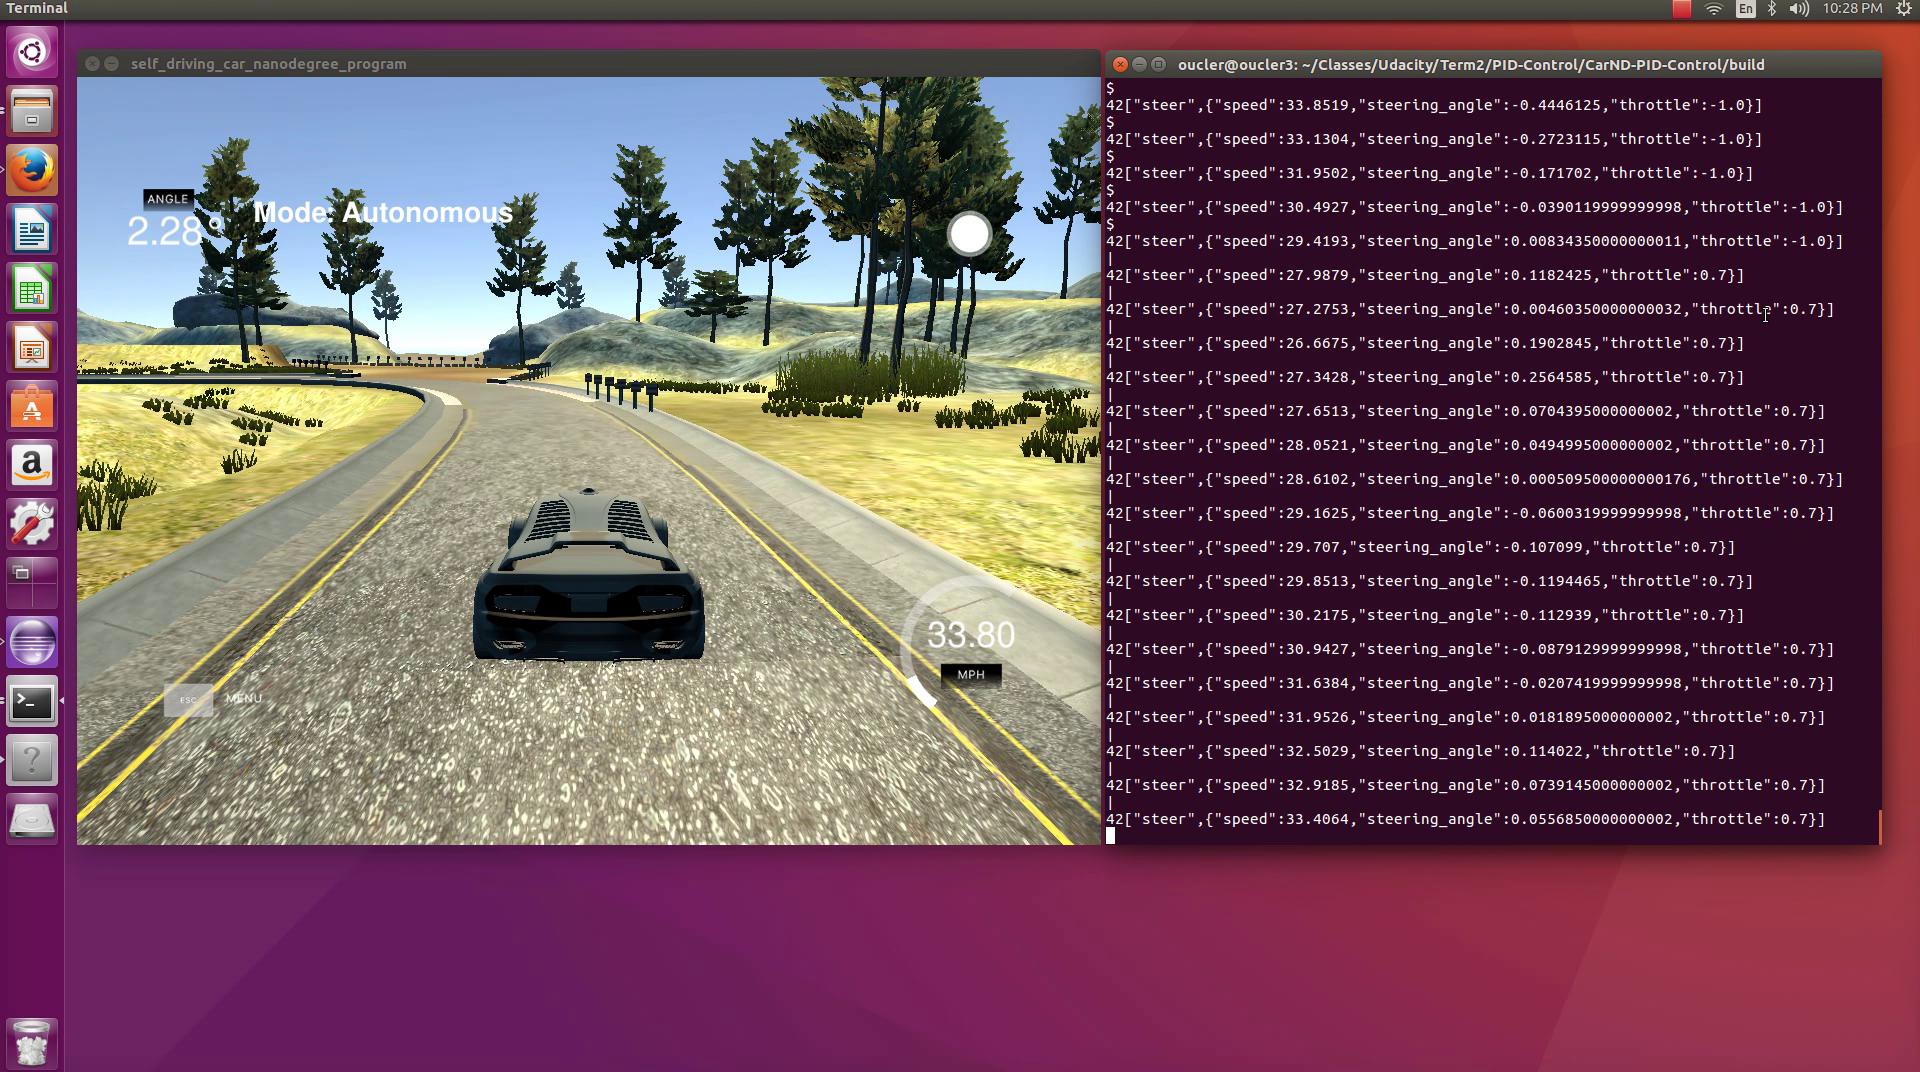 Terminal
En
10:28 PM
self_driving_car_nanodegree_program
ANGLE
2.28°
Mode: Autonomous
33.80
MPH
ESC
MENU
a
>_
?
oucler@oucler3: ~/Classes/Udacity/Term2/PID-Control/CarND-PID-Control/build
$
42["steer",{"speed":33.8519,"steering_angle":-0.4446125,"throttle":-1.0}]
$
42["steer",{"speed":33.1304,"steering_angle":-0.2723115,"throttle":-1.0}]
$
42["steer",{"speed":31.9502,"steering_angle":-0.171702,"throttle":-1.0}]
$
42["steer",{"speed":30.4927,"steering_angle":-0.0390119999999998,"throttle":-1.0}]
$
42["steer",{"speed":29.4193,"steering_angle":0.00834350000000011,"throttle":-1.0}]
|
42["steer",{"speed":27.9879,"steering_angle":0.1182425,"throttle":0.7}]
|
42["steer",{"speed":27.2753,"steering_angle":0.00460350000000032,"throttle":0.7}]
|
42["steer",{"speed":26.6675,"steering_angle":0.1902845,"throttle":0.7}]
|
42["steer",{"speed":27.3428,"steering_angle":0.2564585,"throttle":0.7}]
|
42["steer",{"speed":27.6513,"steering_angle":0.0704395000000002,"throttle":0.7}]
|
42["steer",{"speed":28.0521,"steering_angle":0.0494995000000002,"throttle":0.7}]
|
42["steer",{"speed":28.6102,"steering_angle":0.000509500000000176,"throttle":0.7}]
|
42["steer",{"speed":29.1625,"steering_angle":-0.0600319999999998,"throttle":0.7}]
|
42["steer",{"speed":29.707,"steering_angle":-0.107099,"throttle":0.7}]
|
42["steer",{"speed":29.8513,"steering_angle":-0.1194465,"throttle":0.7}]
|
42["steer",{"speed":30.2175,"steering_angle":-0.112939,"throttle":0.7}]
|
42["steer",{"speed":30.9427,"steering_angle":-0.0879129999999998,"throttle":0.7}]
|
42["steer",{"speed":31.6384,"steering_angle":-0.0207419999999998,"throttle":0.7}]
|
42["steer",{"speed":31.9526,"steering_angle":0.0181895000000002,"throttle":0.7}]
|
42["steer",{"speed":32.5029,"steering_angle":0.114022,"throttle":0.7}]
|
42["steer",{"speed":32.9185,"steering_angle":0.0739145000000002,"throttle":0.7}]
|
42["steer",{"speed":33.4064,"steering_angle":0.0556850000000002,"throttle":0.7}]